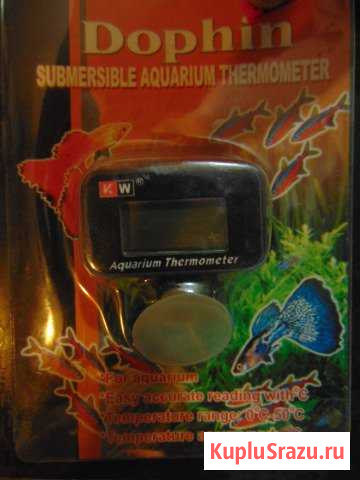 Dophin
SUBMERSIBLE AQUARIUM THERMOMETER
KW®
Aquarium Thermometer
•For aquarium
•Easy accurate reading with°C
•Temperature range: 0°C-50°C
•Temperature
KupluSrazu.ru